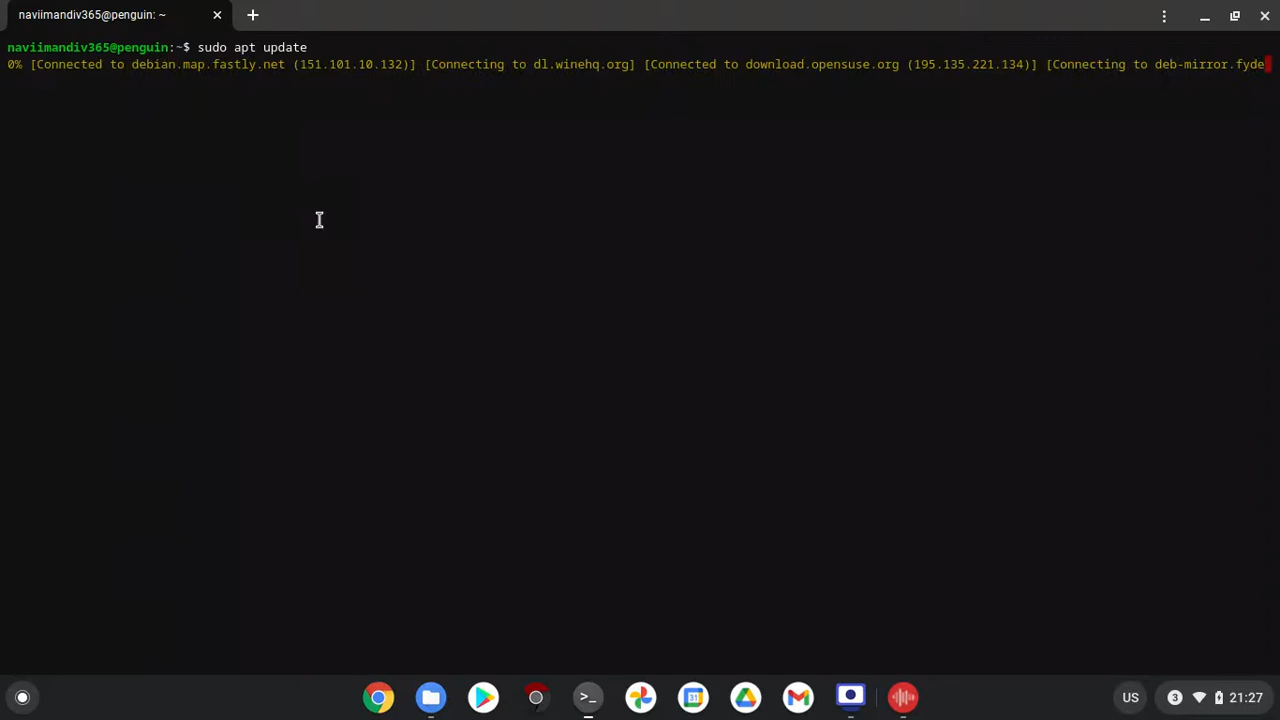 naviimandiv365@penguin: ~
naviimandiv365@penguin:~$ sudo apt update
0% [Connected to debian.map.fastly.net (151.101.10.132)] [Connecting to dl.winehq.org] [Connected to download.opensuse.org (195.135.221.134)] [Connecting to deb-mirror.fyde
31
US
3
21:27